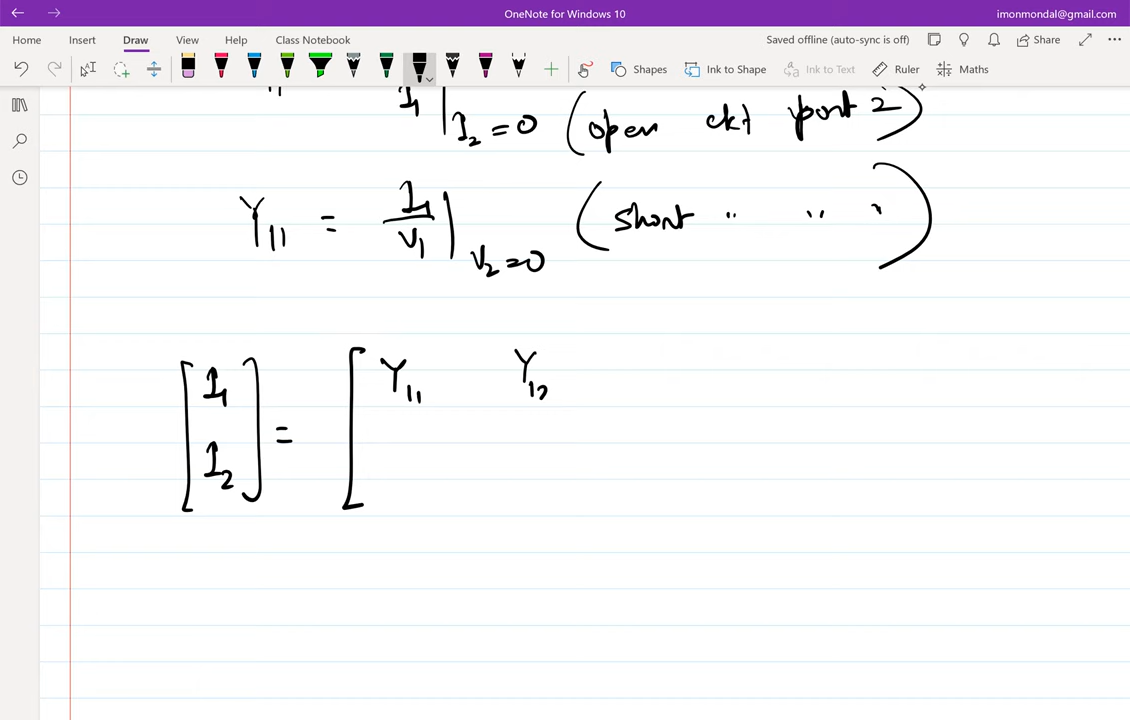 OneNote for Windows 10
imonmondal@gmail.com
Home Insert Draw View Help Class Notebook
Saved offline (auto-sync is off) Share
Shapes Ink to Shape Ink to Text Ruler Maths
11 I1 | I2 = 0 (open ckt port 2)
Y11 = I1 / V1 | V2 = 0 (short " " ")
[ I1 I2 ] = [ Y11 Y12